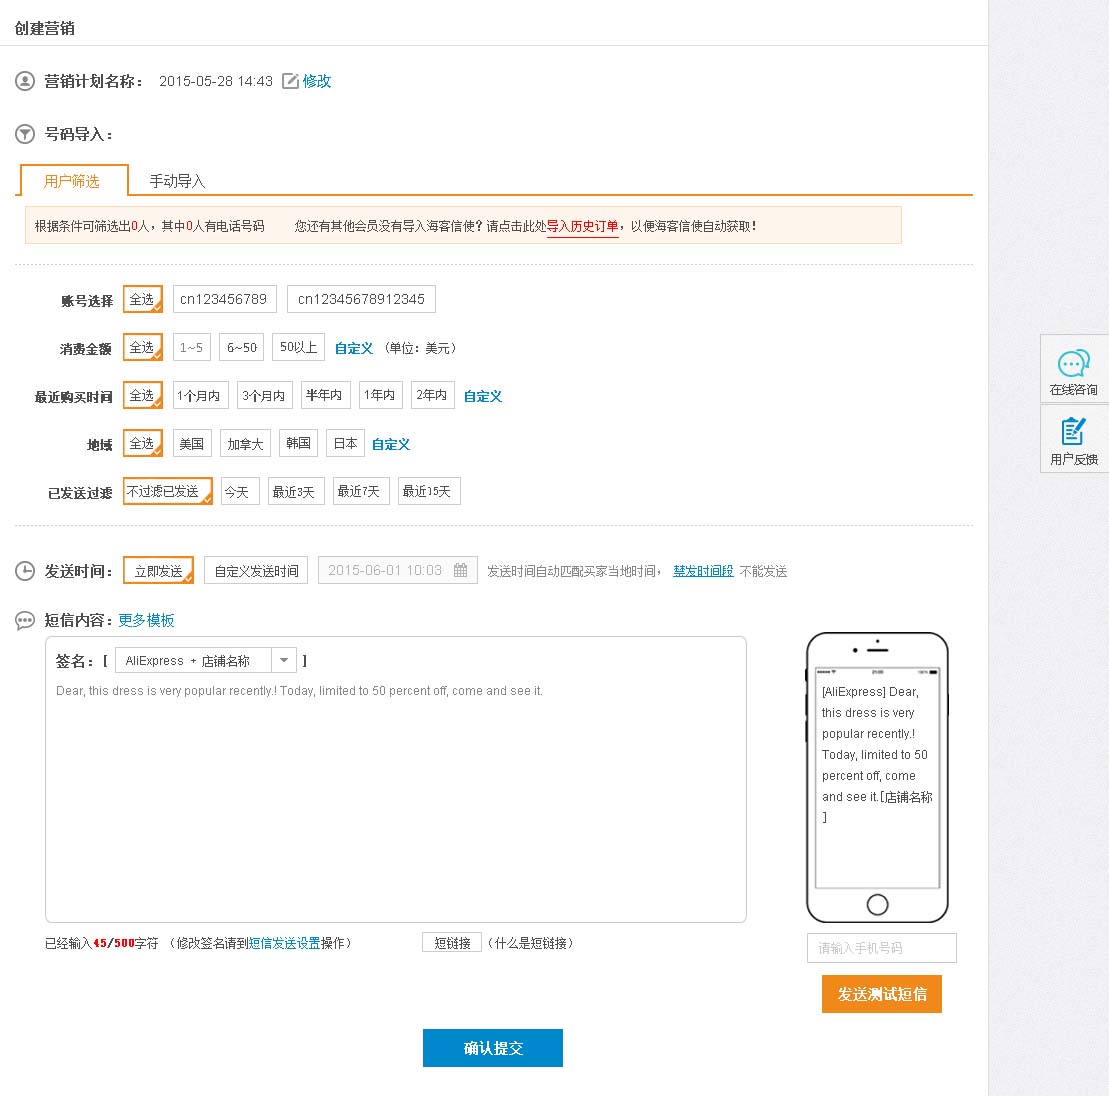 创建营销
营销计划名称： 2015-05-28 14:43 修改
号码导入：
用户筛选 手动导入
根据条件可筛选出0人，其中0人有电话号码 您还有其他会员没有导入海客信使？请点击此处导入历史订单，以便海客信使自动获取！
账号选择 全选 cn123456789 cn12345678912345
消费金额 全选 1~5 6~50 50以上 自定义 （单位：美元）
最近购买时间 全选 1个月内 3个月内 半年内 1年内 2年内 自定义
地域 全选 美国 加拿大 韩国 日本 自定义
已发送过滤 不过滤已发送 今天 最近3天 最近7天 最近15天
发送时间： 立即发送 自定义发送时间 2015-06-01 10:03 发送时间自动匹配买家当地时间， 禁发时间段 不能发送
短信内容：更多模板
签名：[ AliExpress + 店铺名称 ]
Dear, this dress is very popular recently.! Today, limited to 50 percent off, come and see it.
已经输入45/500字符 （修改签名请到短信发送设置操作） 短链接 （什么是短链接）
21:00
100%
[AliExpress] Dear,
this dress is very
popular recently.!
Today, limited to 50
percent off, come
and see it.[店铺名称
]
请输入手机号码
发送测试短信
确认提交
在线咨询
用户反馈